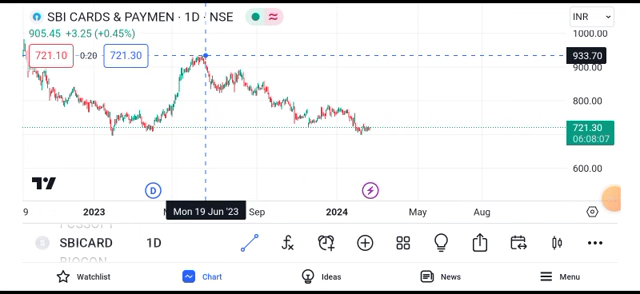 SBI CARDS & PAYMEN · 1D · NSE
INR
905.45 +3.25 (+0.45%)
1000.00
721.10
0.20
721.30
933.70
900.00
800.00
721.30
06:08:07
600.00
D
9
2023
Mon 19 Jun '23
Sep
2024
May
Aug
SBICARD
1D
Watchlist
Chart
Ideas
News
Menu